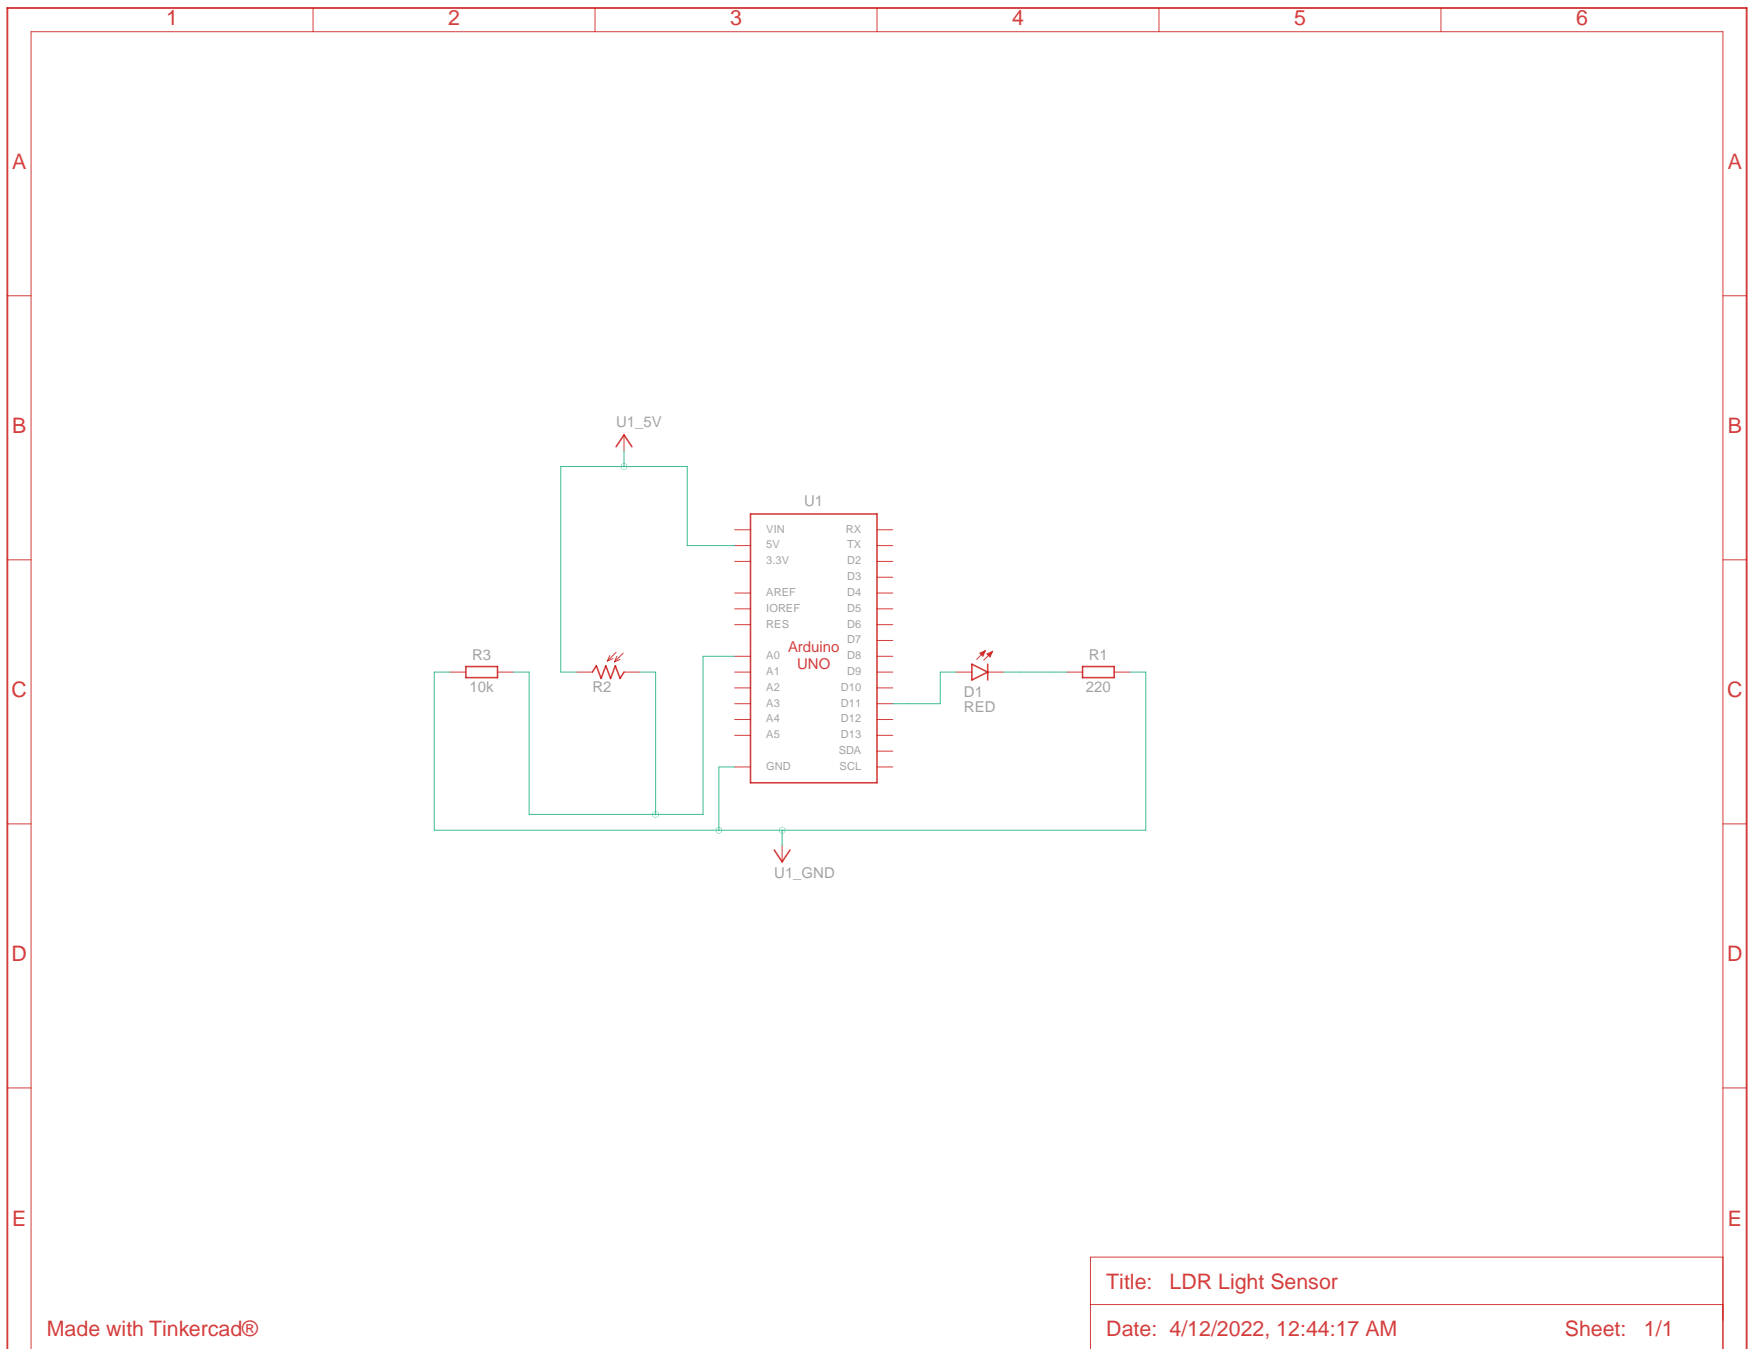 1 2 3 4 5 6
A A
B B
U1_5V
U1
VIN RX
5V TX
3.3V D2
D3
AREF D4
IOREF D5
RES D6
D7
A0 D8
A1 D9
A2 D10
A3 D11
A4 D12
A5 D13
SDA
GND SCL
Arduino
UNO
C C
R3
10k
R2
D1
RED
R1
220
U1_GND
D D
E E
Title: LDR Light Sensor
Made with Tinkercad®
Date: 4/12/2022, 12:44:17 AM Sheet: 1/1